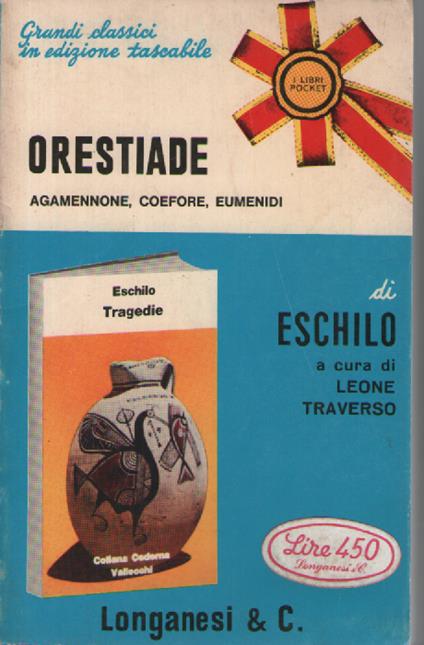 Grandi classici
in edizione tascabile
I LIBRI
POCKET
ORESTIADE
AGAMENNONE, COEFORE, EUMENIDI
Eschilo
Tragedie
Collana Cederna
Vallecchi
di
ESCHILO
a cura di
LEONE
TRAVERSO
Lire 450
Longanesi & C.
Longanesi & C.